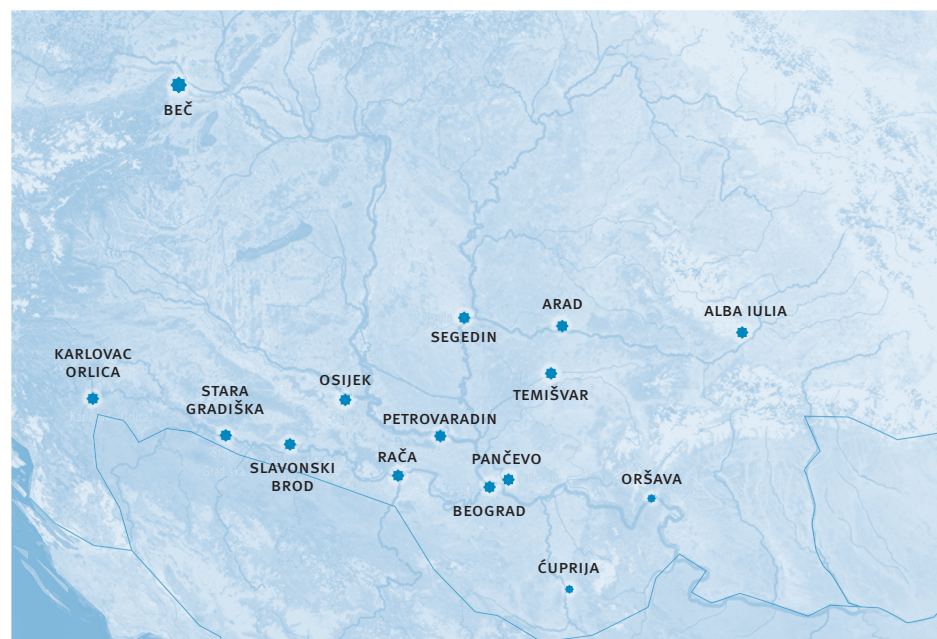 BEČ
SEGEDIN
ARAD
ALBA IULIA
KARLOVAC
ORLICA
STARA
GRADIŠKA
OSIJEK
TEMIŠVAR
PETROVARADIN
SLAVONSKI
BROD
RAČA
PANČEVO
BEOGRAD
ORŠAVA
ĆUPRIJA